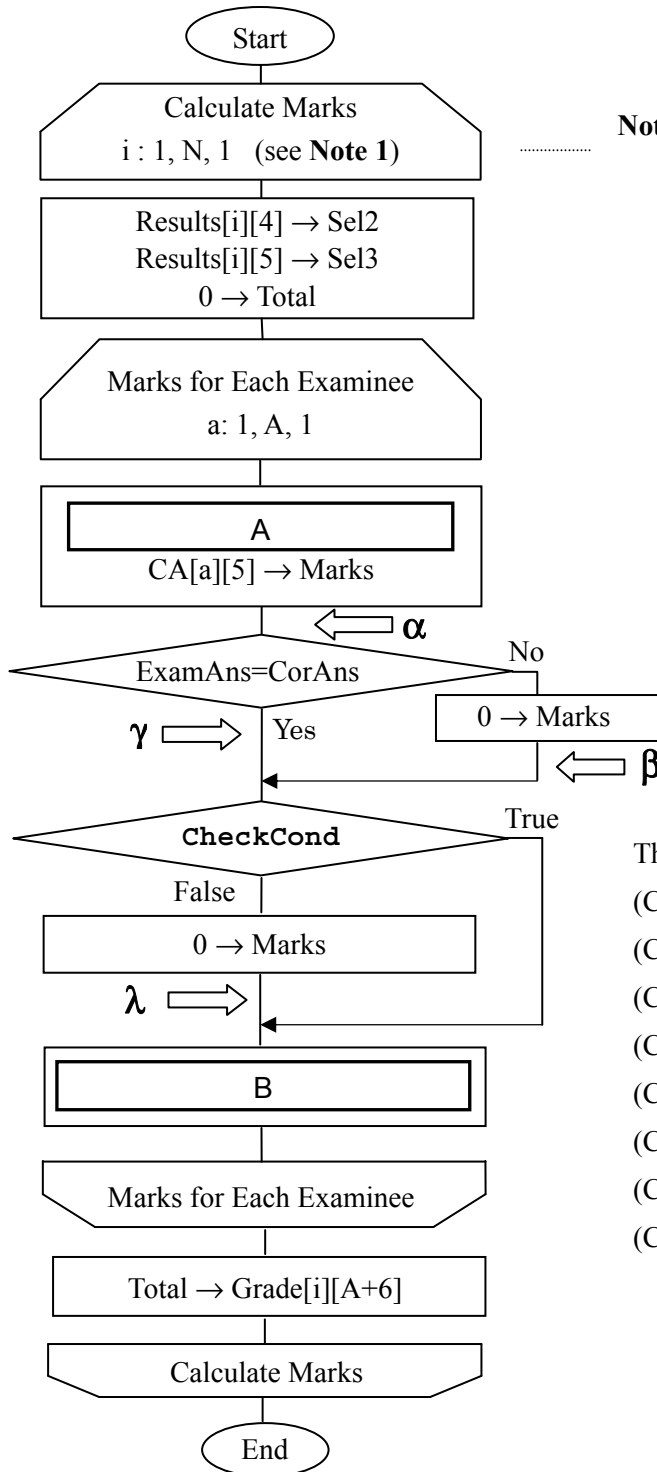 Start
Calculate Marks
i : 1, N, 1 (see Note 1)
Results[i][4] → Sel2
Results[i][5] → Sel3
0 → Total
Marks for Each Examinee
a: 1, A, 1
A
CA[a][5] → Marks
α
ExamAns=CorAns
No
0 → Marks
γ
Yes
β
CheckCond
True
False
0 → Marks
λ
(C
(C
(C
(C
(C
(C
(C
(C
B
Marks for Each Examinee
Total → Grade[i][A+6]
Calculate Marks
End